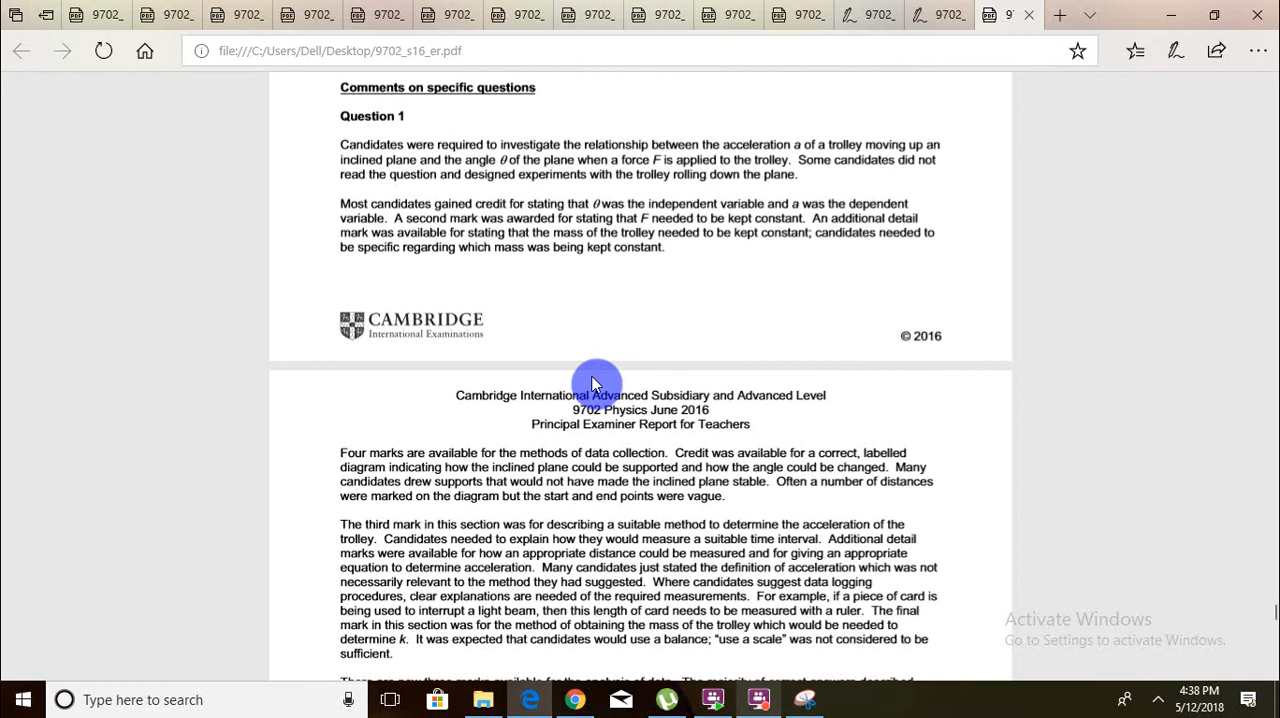 9702_
9702_
9702_
9702_
9702_
9702_
9702_
9702_
9702_
9702_
9702_
9702_
9702_
9
file:///C:/Users/Dell/Desktop/9702_s16_er.pdf
Comments on specific questions
Question 1
Candidates were required to investigate the relationship between the acceleration a of a trolley moving up an
inclined plane and the angle θ of the plane when a force F is applied to the trolley. Some candidates did not
read the question and designed experiments with the trolley rolling down the plane.
Most candidates gained credit for stating that θ was the independent variable and a was the dependent
variable. A second mark was awarded for stating that F needed to be kept constant. An additional detail
mark was available for stating that the mass of the trolley needed to be kept constant; candidates needed to
be specific regarding which mass was being kept constant.
CAMBRIDGE
International Examinations
© 2016
Cambridge International Advanced Subsidiary and Advanced Level
9702 Physics June 2016
Principal Examiner Report for Teachers
Four marks are available for the methods of data collection. Credit was available for a correct, labelled
diagram indicating how the inclined plane could be supported and how the angle could be changed. Many
candidates drew supports that would not have made the inclined plane stable. Often a number of distances
were marked on the diagram but the start and end points were vague.
The third mark in this section was for describing a suitable method to determine the acceleration of the
trolley. Candidates needed to explain how they would measure a suitable time interval. Additional detail
marks were available for how an appropriate distance could be measured and for giving an appropriate
equation to determine acceleration. Many candidates just stated the definition of acceleration which was not
necessarily relevant to the method they had suggested. Where candidates suggest data logging
procedures, clear explanations are needed of the required measurements. For example, if a piece of card is
being used to interrupt a light beam, then this length of card needs to be measured with a ruler. The final
mark in this section was for the method of obtaining the mass of the trolley which would be needed to
determine k. It was expected that candidates would use a balance; “use a scale” was not considered to be
sufficient.
There are now three marks available for the analysis of data. The majority of correct answers described
Activate Windows
Go to Settings to activate Windows.
Type here to search
4:38 PM
5/12/2018